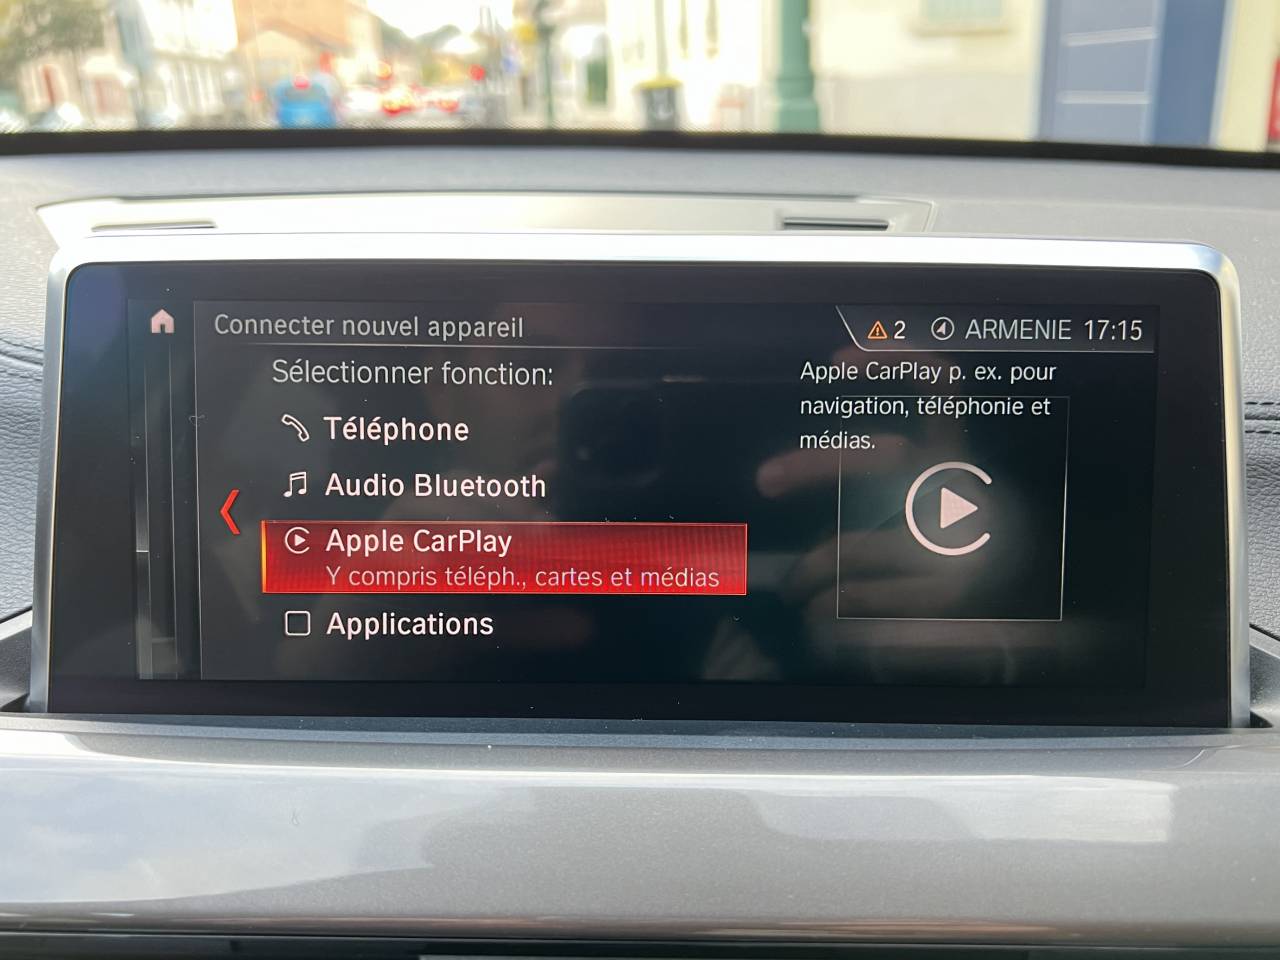 Connecter nouvel appareil
2 ARMENIE 17:15
Sélectionner fonction:
Téléphone
Audio Bluetooth
Apple CarPlay
Y compris téléph., cartes et médias
Applications
Apple CarPlay p. ex. pour
navigation, téléphonie et
médias.